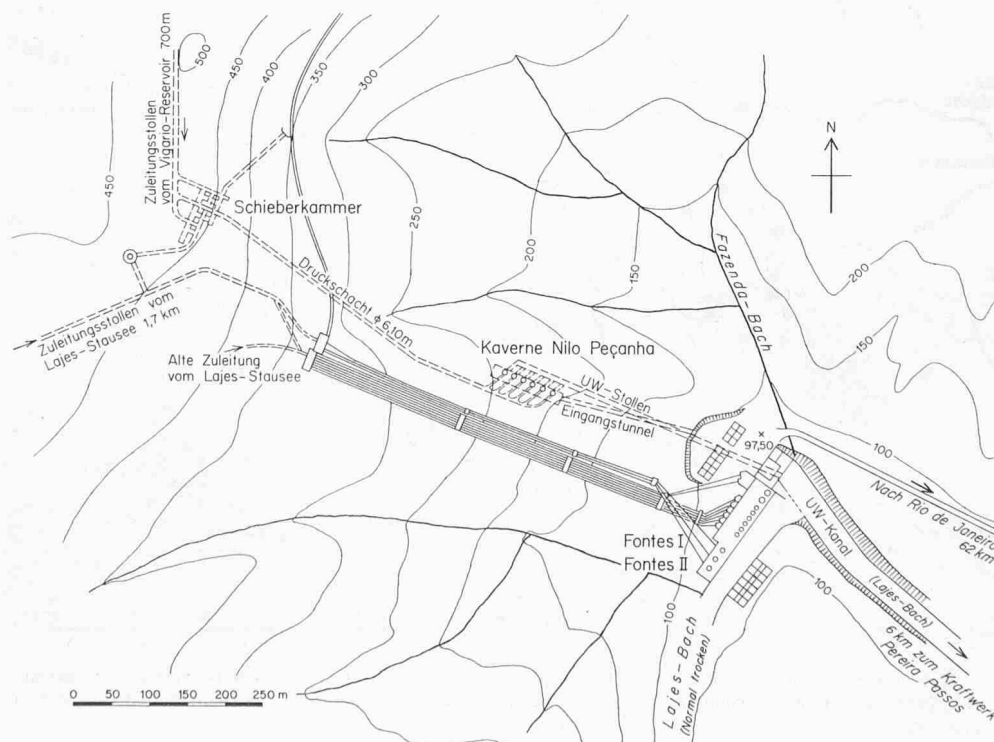 Zuleitungsstollen
vom Vigario-Reservoir 700m
500
450
400
350
300
450
Schieberkammer
250
200
150
N
Fazenda-Bach
200
150
Druckschacht ϕ 6,10m
Zuleitungsstollen vom
Lajes-Stausee 1,7 km
Alte Zuleitung
vom Lajes-Stausee
Kaverne Nilo Peçanha
UW-Stollen
Eingangstunnel
×
97,50
100
Nach Rio de Janeiro
62 km
UW-Kanal
(Lajes-Bach)
Fontes I
Fontes II
100
100
Lajes-Bach
(Normal trocken)
6 km zum Kraftwerk
Pereira Passos
0 50 100 150 200 250 m